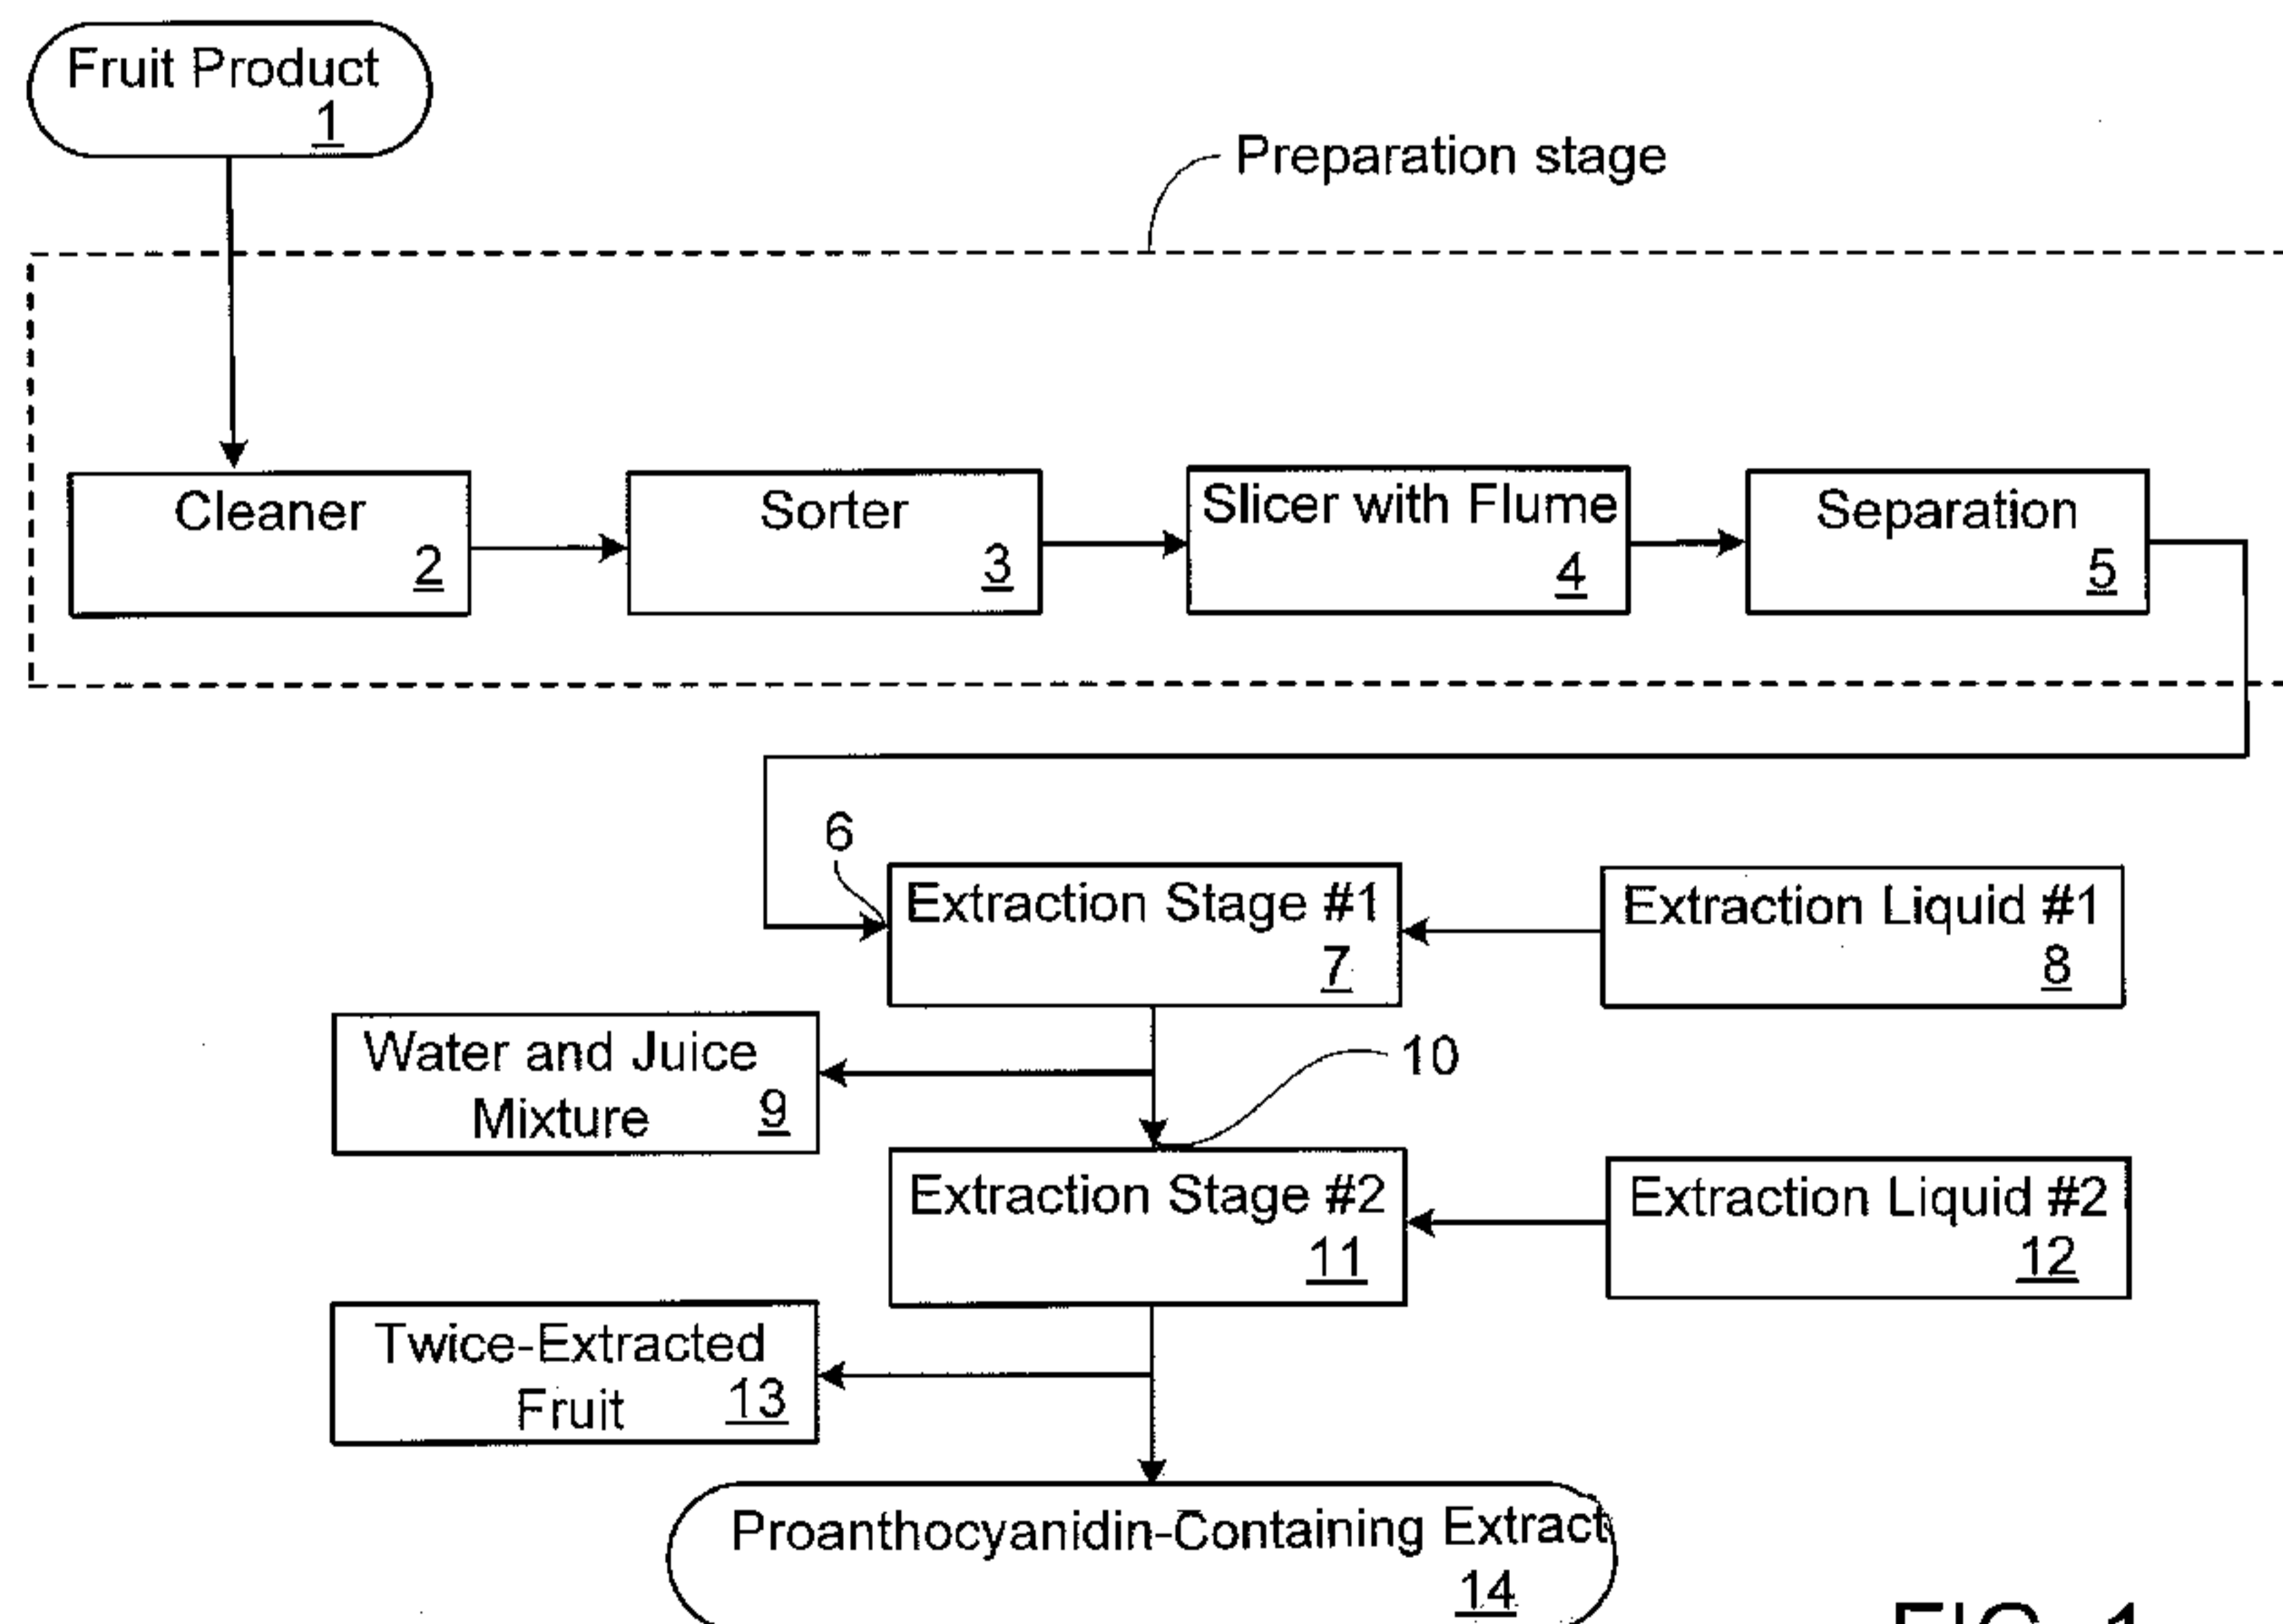 Fruit Product
1
Preparation stage
Cleaner
2
Sorter
3
Slicer with Flume
4
Separation
5
6
Extraction Stage #1
7
Extraction Liquid #1
8
Water and Juice
Mixture 9
10
Extraction Stage #2
11
Extraction Liquid #2
12
Twice-Extracted
Fruit 13
Proanthocyanidin-Containing Extract
14
FIG. 1